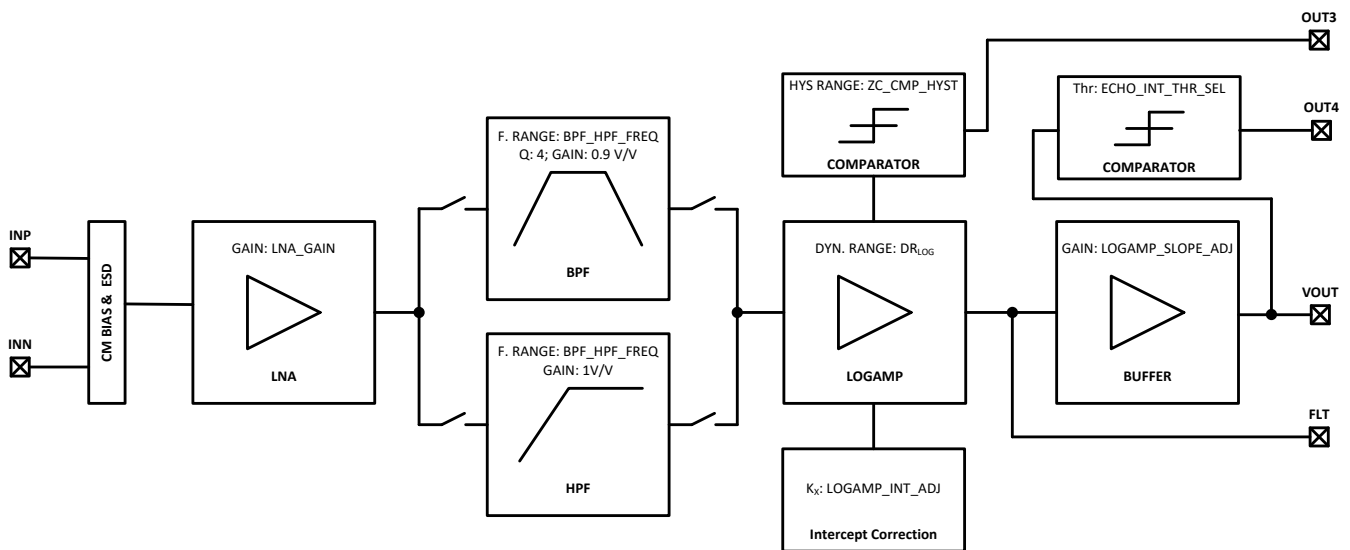 OUT3
HYS RANGE: ZC_CMP_HYST
COMPARATOR
Thr: ECHO_INT_THR_SEL
COMPARATOR
OUT4
INP
INN
CM BIAS & ESD
GAIN: LNA_GAIN
LNA
F. RANGE: BPF_HPF_FREQ
Q: 4; GAIN: 0.9 V/V
BPF
F. RANGE: BPF_HPF_FREQ
GAIN: 1V/V
HPF
DYN. RANGE: DRLOG
LOGAMP
GAIN: LOGAMP_SLOPE_ADJ
BUFFER
VOUT
FLT
KX: LOGAMP_INT_ADJ
Intercept Correction